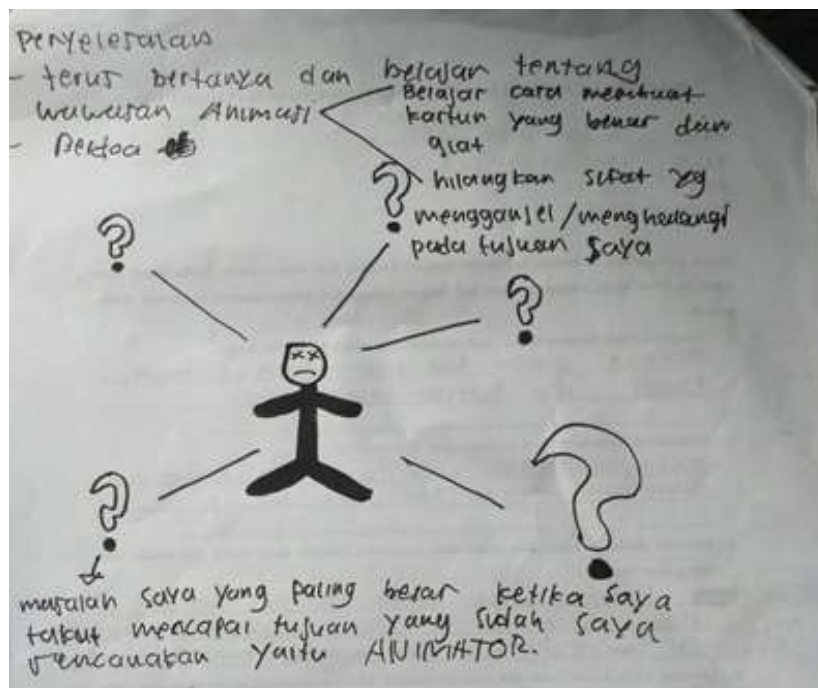 Penyelesaian
- terus bertanya dan belajar tentang
wawasan Animasi
Belajar cara membuat
kartun yang benar dan
giat
- Berdoa
hilangkan sifat yg
mengganjel/menghalangi
pada tujuan saya
?
?
?
?
?
masalah saya yang paling besar ketika saya
takut mencapai tujuan yang sudah saya
rencanakan yaitu ANIMATOR.